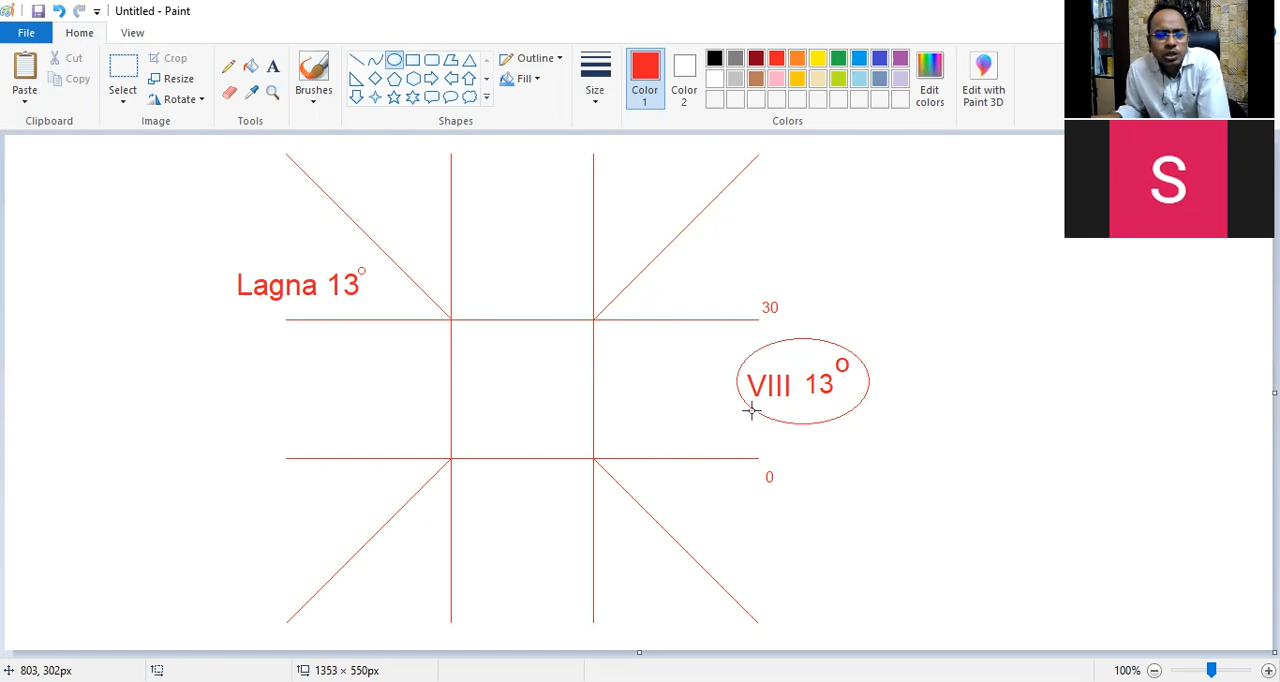 Untitled - Paint
File
Home
View
Paste
Cut
Copy
Clipboard
Select
Crop
Resize
Rotate
Image
A
Tools
Brushes
Outline
Fill
Shapes
Size
Color 1
Color 2
Edit colors
Colors
Edit with Paint 3D
S
Lagna 13°
30
VIII 13°
0
803, 302px
1353 × 550px
100%